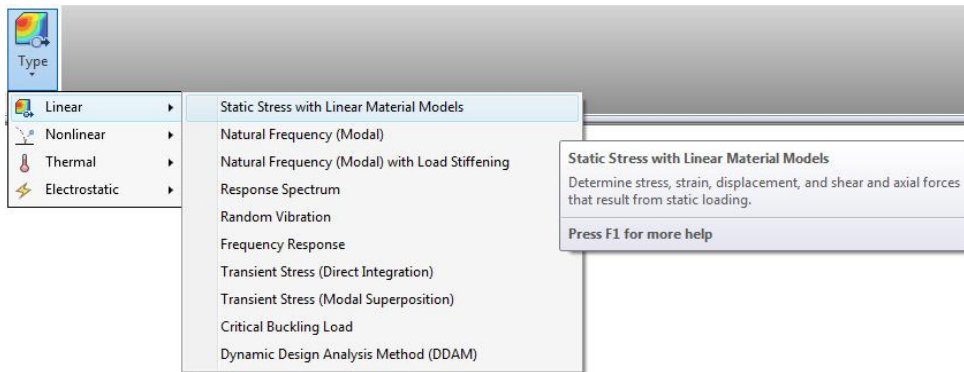 Type
Linear
Nonlinear
Thermal
Electrostatic
Static Stress with Linear Material Models
Natural Frequency (Modal)
Natural Frequency (Modal) with Load Stiffening
Response Spectrum
Random Vibration
Frequency Response
Transient Stress (Direct Integration)
Transient Stress (Modal Superposition)
Critical Buckling Load
Dynamic Design Analysis Method (DDAM)
Static Stress with Linear Material Models
Determine stress, strain, displacement, and shear and axial forces
that result from static loading.
Press F1 for more help